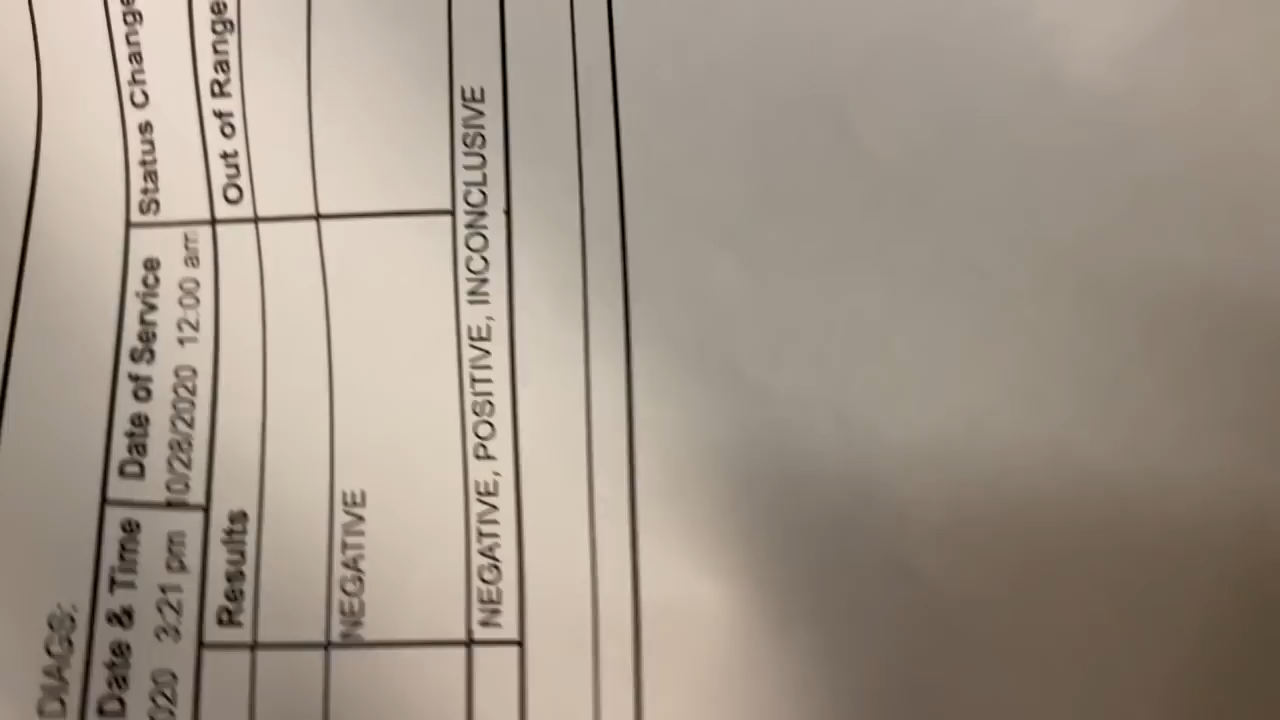 DIAGS:
Date & Time Date of Service Status Change
020 3:21 pm 10/28/2020 12:00 am
Results Out of Range
NEGATIVE
NEGATIVE, POSITIVE, INCONCLUSIVE